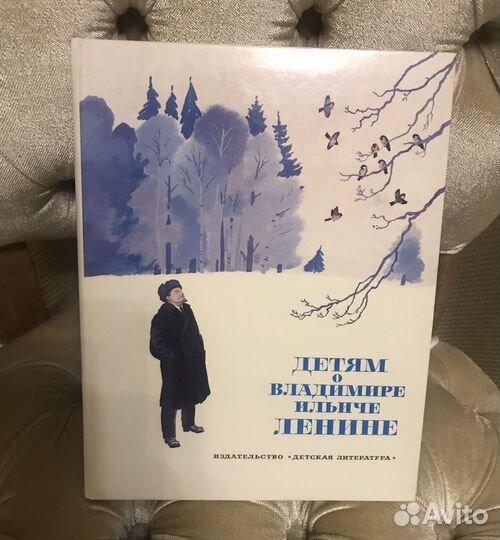 ДЕТЯМ
О
ВЛАДИМИРЕ
ИЛЬИЧЕ
ЛЕНИНЕ
ИЗДАТЕЛЬСТВО «ДЕТСКАЯ ЛИТЕРАТУРА»
Avito